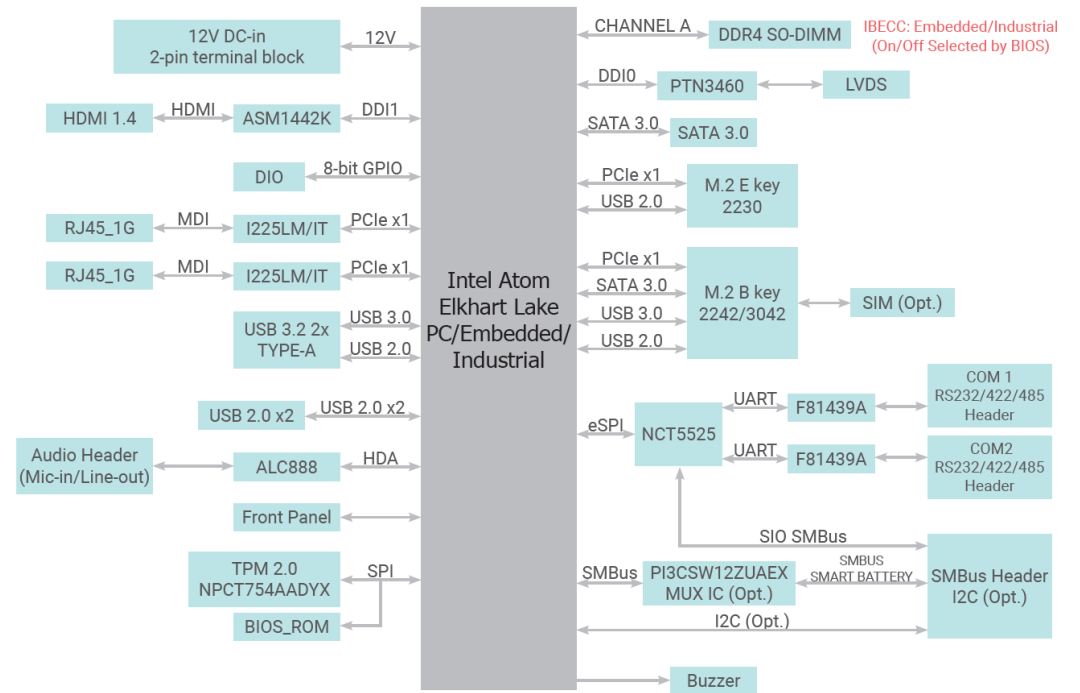 12V DC-in
2-pin terminal block
12V
HDMI 1.4
HDMI
ASM1442K
DDI1
DIO
8-bit GPIO
RJ45_1G
MDI
I225LM/IT
PCIe x1
RJ45_1G
MDI
I225LM/IT
PCIe x1
USB 3.2 2x
TYPE-A
USB 3.0
USB 2.0
USB 2.0 x2
USB 2.0 x2
Audio Header
(Mic-in/Line-out)
ALC888
HDA
Front Panel
TPM 2.0
NPCT754AADYX
SPI
BIOS_ROM
Intel Atom
Elkhart Lake
PC/Embedded/
Industrial
CHANNEL A
DDR4 SO-DIMM
IBECC: Embedded/Industrial
(On/Off Selected by BIOS)
DDI0
PTN3460
LVDS
SATA 3.0
SATA 3.0
PCIe x1
USB 2.0
M.2 E key
2230
PCIe x1
SATA 3.0
USB 3.0
USB 2.0
M.2 B key
2242/3042
SIM (Opt.)
eSPI
NCT5525
UART
F81439A
COM 1
RS232/422/485
Header
UART
F81439A
COM2
RS232/422/485
Header
SIO SMBus
SMBus
PI3CSW12ZUAEX
MUX IC (Opt.)
SMBUS
SMART BATTERY
SMBus Header
I2C (Opt.)
I2C (Opt.)
Buzzer